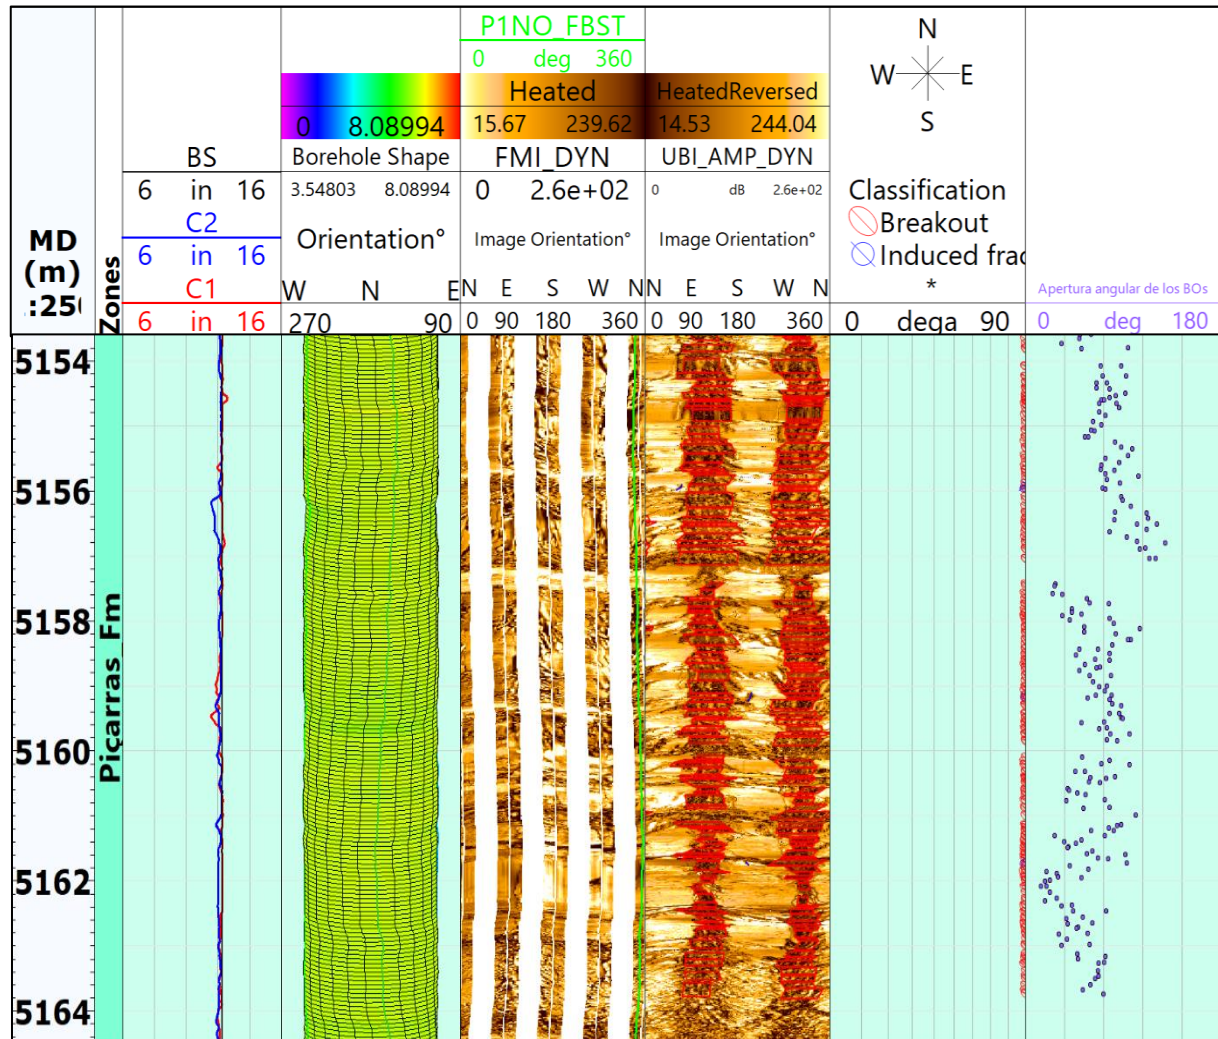 P1NO_FBST
0 deg 360
N
W E
S
Heated
HeatedReversed
0 8.08994
15.67 239.62
14.53 244.04
BS
Borehole Shape
FMI_DYN
UBI_AMP_DYN
6 in 16
3.54803 8.08994
0 2.6e+02
0 dB 2.6e+02
Classification
C2
Breakout
MD
(m)
:25(
Zones
Orientation°
Image Orientation°
Image Orientation°
6 in 16
Induced frac
C1
W N E
N E S W N
N E S W N
*
Apertura angular de los BOs
6 in 16
270 90
0 90 180 360
0 90 180 360
0 dega 90
0 deg 180
5154
5156
5158
Piçarras_Fm
5160
5162
5164